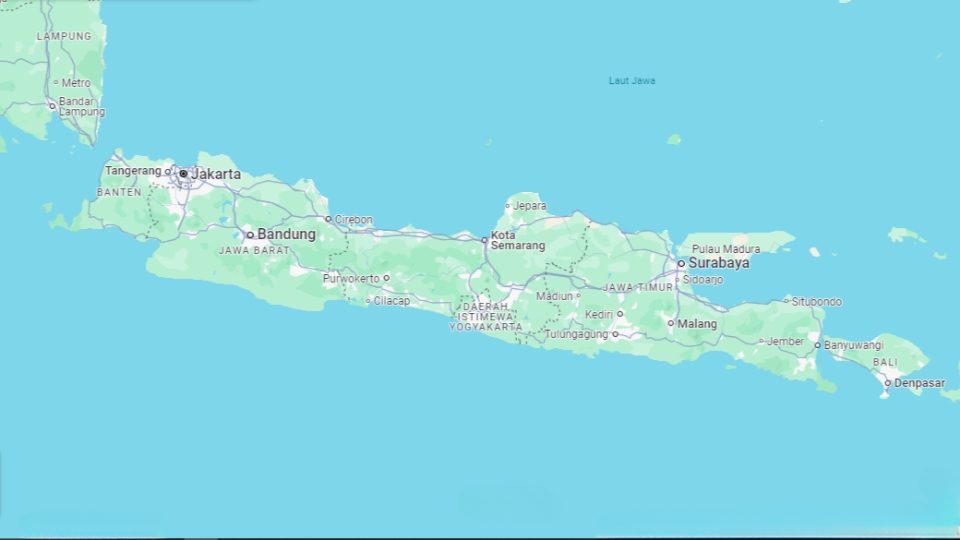 LAMPUNG
Metro
Bandar
Lampung
Laut Jawa
Tangerang
Jakarta
BANTEN
Jepara
Cirebon
Bandung
Kota
Semarang
JAWA BARAT
Pulau Madura
Surabaya
Purwokerto
Sidoarjo
JAWA TIMUR
Cilacap
Madiun
Situbondo
DAERAH
ISTIMEWA
YOGYAKARTA
Kediri
Malang
Tulungagung
Jember
Banyuwangi
BALI
Denpasar